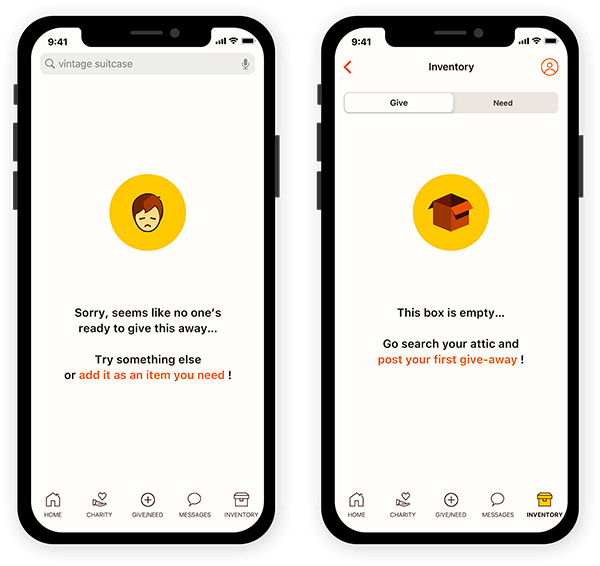 9:41
vintage suitcase
Sorry, seems like no one's
ready to give this away...
Try something else
or add it as an item you need !
HOME CHARITY GIVE/NEED MESSAGES INVENTORY
9:41
Inventory
Give Need
This box is empty...
Go search your attic and
post your first give-away !
HOME CHARITY GIVE/NEED MESSAGES INVENTORY